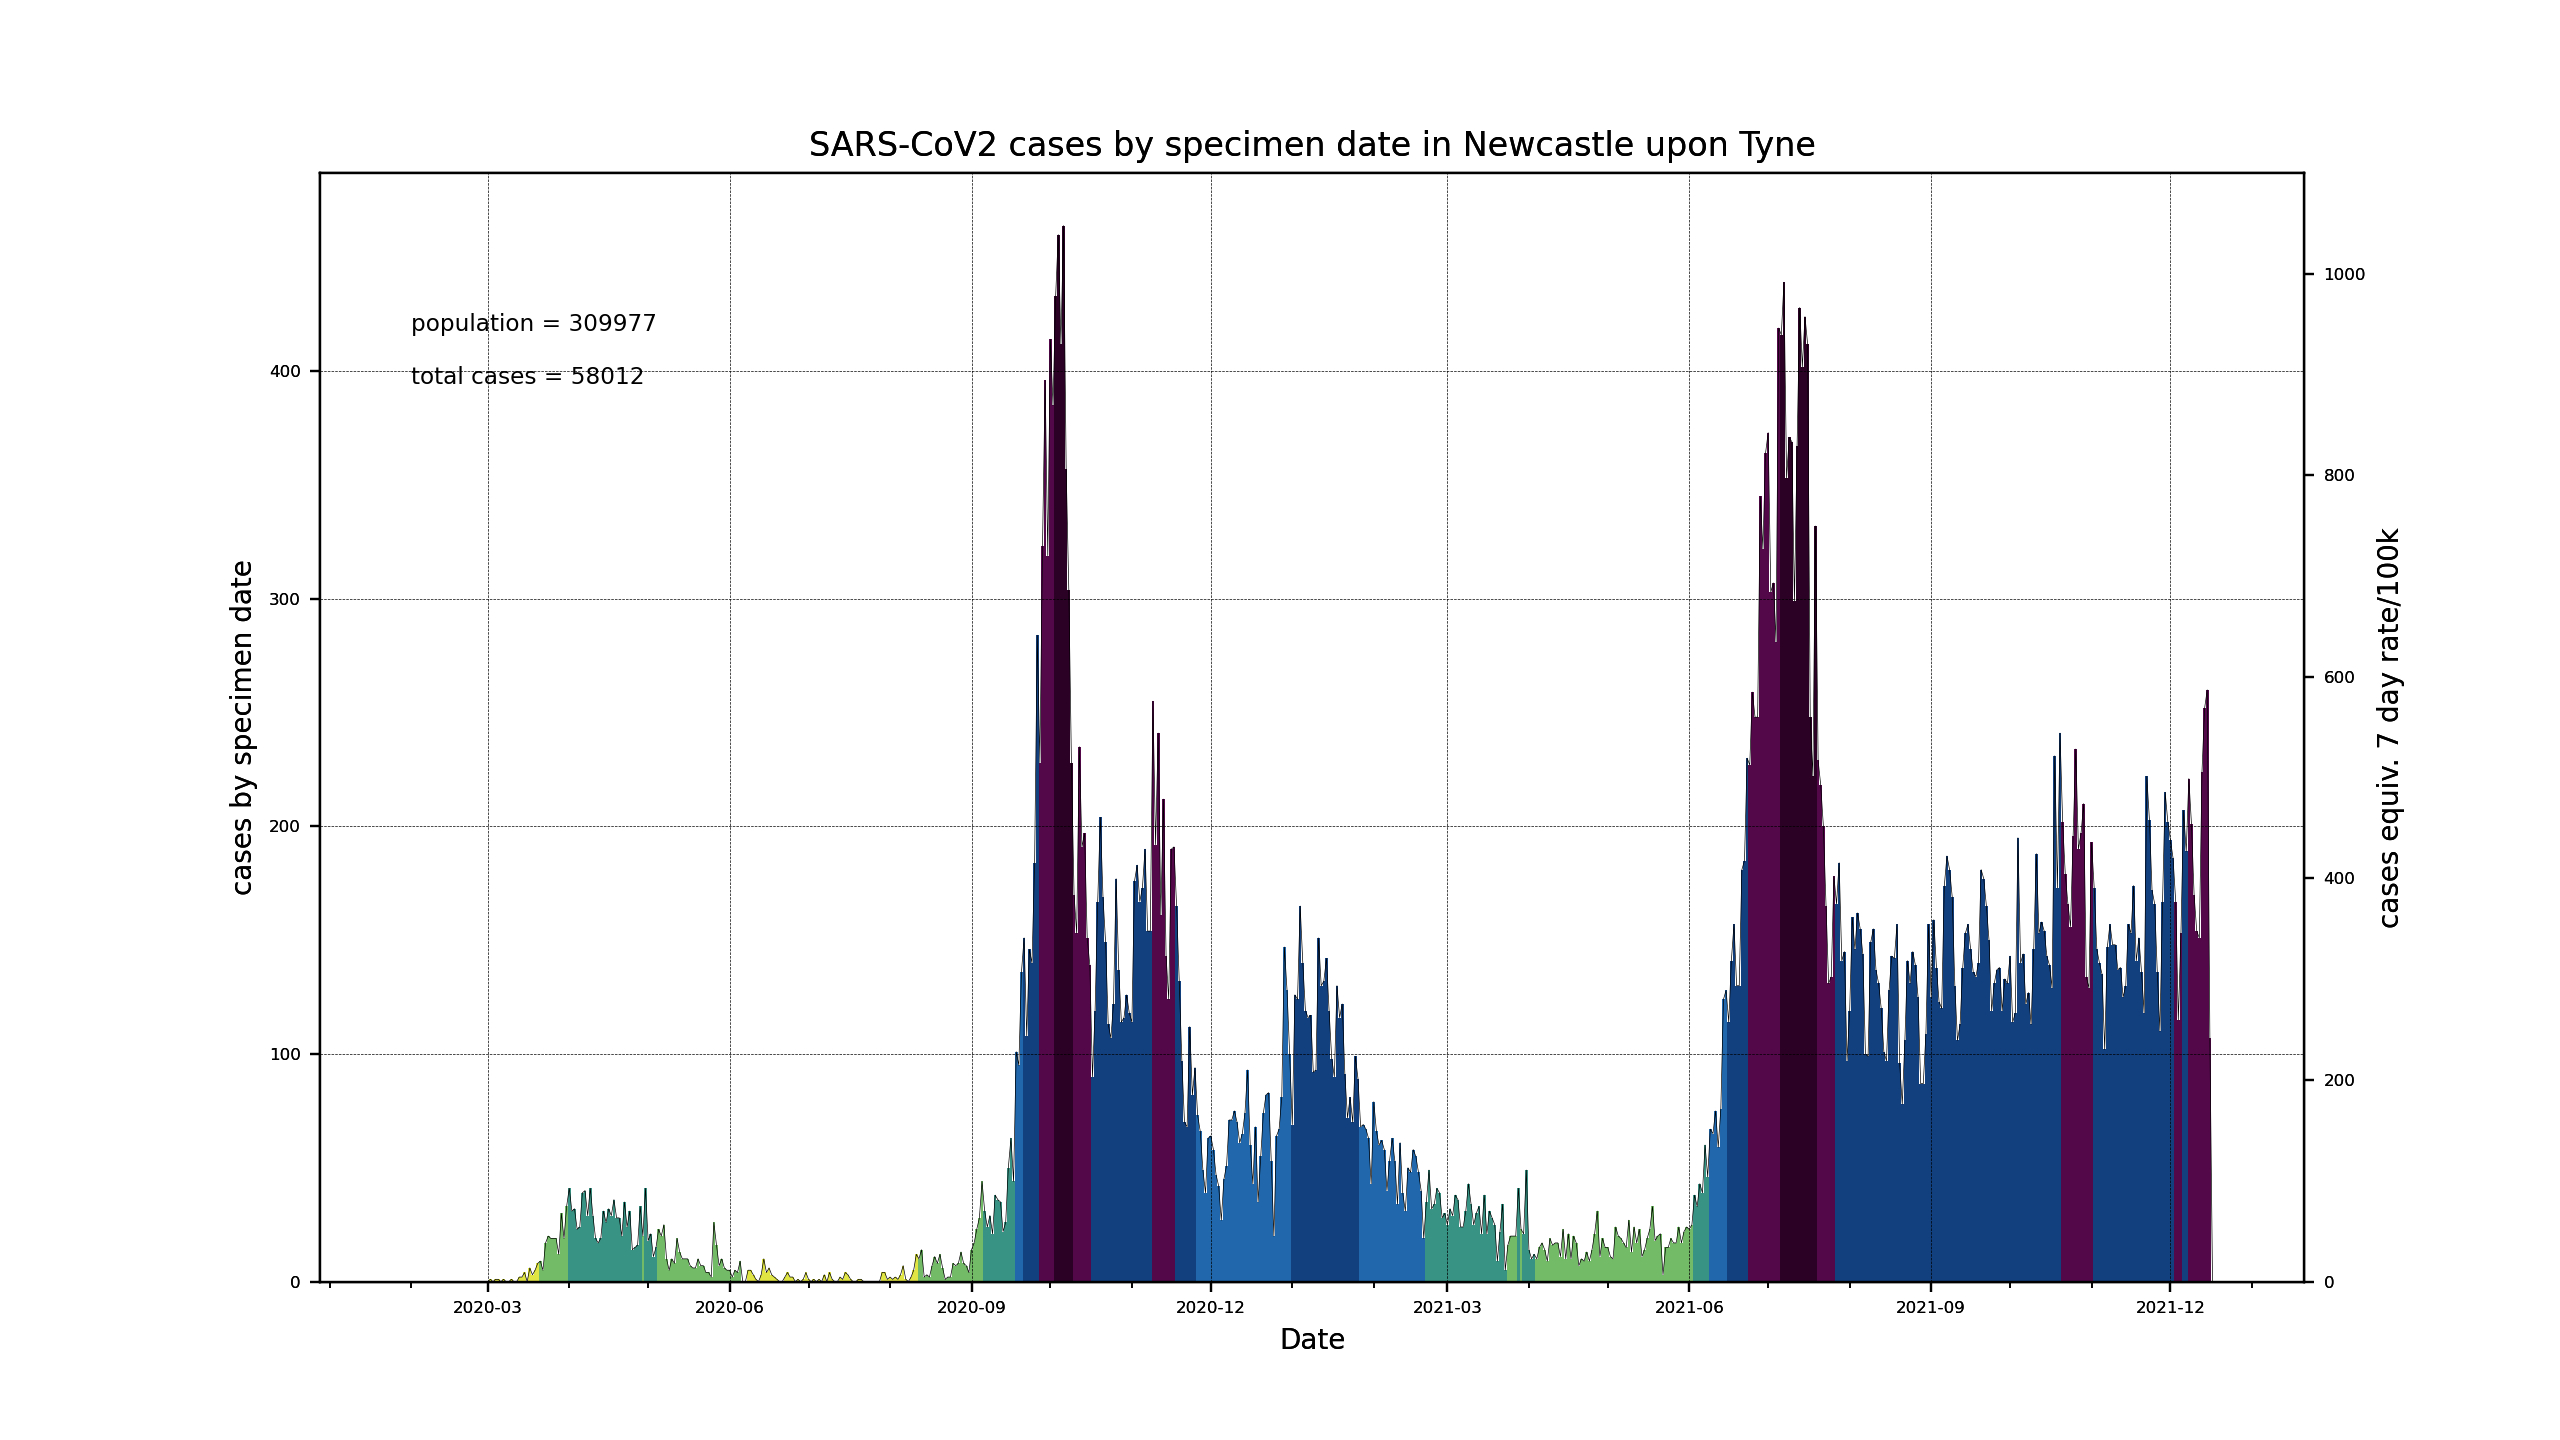 SARS-CoV2 cases by specimen date in Newcastle upon Tyne
population = 309977
total cases = 58012
cases by specimen date
400
300
200
100
0
1000
800
600
400
200
0
cases equiv. 7 day rate/100k
2020-03 2020-06 2020-09 2020-12 2021-03 2021-06 2021-09 2021-12
Date